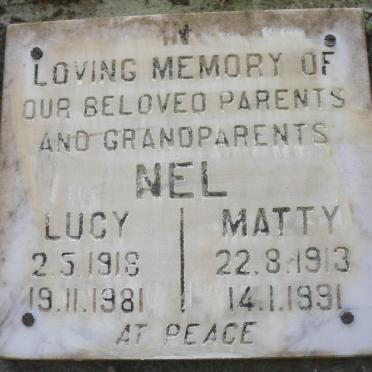 IN
LOVING MEMORY OF
OUR BELOVED PARENTS
AND GRANDPARENTS
NEL
LUCY MATTY
2.5.1918 22.8.1913
19.11.1981 14.1.1991
AT PEACE